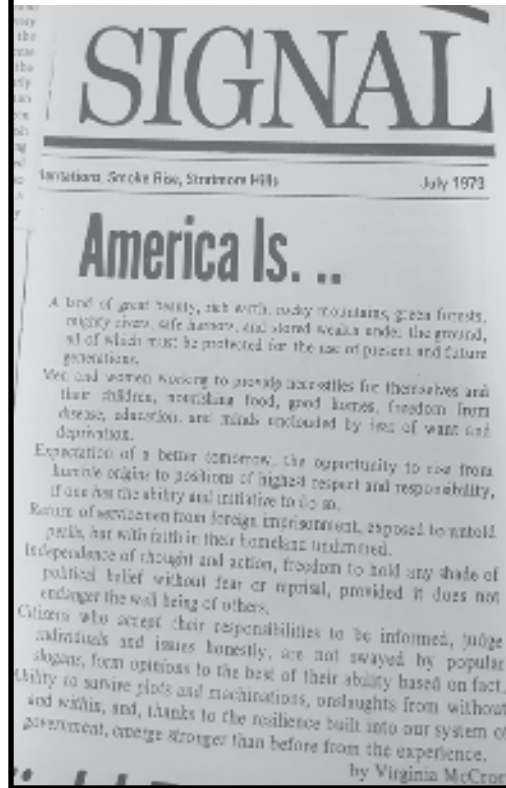 SIGNAL
Smoke Rise, Stratmore Hills
July 1973
America Is. ..
A land of great beauty, rich earth, rocky mountains, green forests,
mighty rivers, safe harbors, and stored wealth under the ground,
all of which must be protected for the use of present and future
generations.
Men and women working to provide necessities for themselves and
their children, nourishing food, good homes, freedom from
disease, education, and minds unclouded by fear of want and
deprivation.
Expectation of a better tomorrow, the opportunity to rise from
humble origins to positions of highest respect and responsibility,
if one has the ability and initiative to do so.
Return of servicemen from foreign imprisonment, exposed to untold
perils, but with faith in their homeland undimmed.
Independence of thought and action, freedom to hold any shade of
political belief without fear or reprisal, provided it does not
endanger the well being of others.
Citizens who accept their responsibilities to be informed, judge
individuals and issues honestly, are not swayed by popular
slogans, form opinions to the best of their ability based on fact.
Ability to survive plots and machinations, onslaughts from without
and within, and, thanks to the resilience built into our system of
government, emerge stronger than before from the experience.
by Virginia